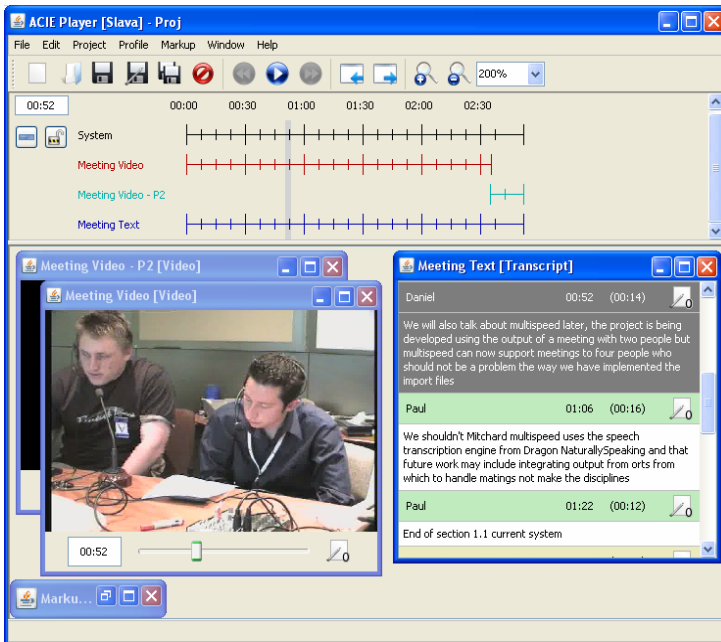 ACIE Player [Slava] - Proj
File Edit Project Profile Markup Window Help
200%
00:52 00:00 00:30 01:00 01:30 02:00 02:30
System
Meeting Video
Meeting Video - P2
Meeting Text
Meeting Video - P2 [Video]
Meeting Video [Video]
00:52
0
Meeting Text [Transcript]
Daniel 00:52 (00:14) 0
We will also talk about multispeed later, the project is being
developed using the output of a meeting with two people but
multispeed can now support meetings to four people who
should not be a problem the way we have implemented the
import files
Paul 01:06 (00:16) 0
We shouldn't Mitchard multispeed uses the speech
transcription engine from Dragon NaturallySpeaking and that
future work may include integrating output from orts from
which to handle matings not make the disciplines
Paul 01:22 (00:12) 0
End of section 1.1 current system
Marku...